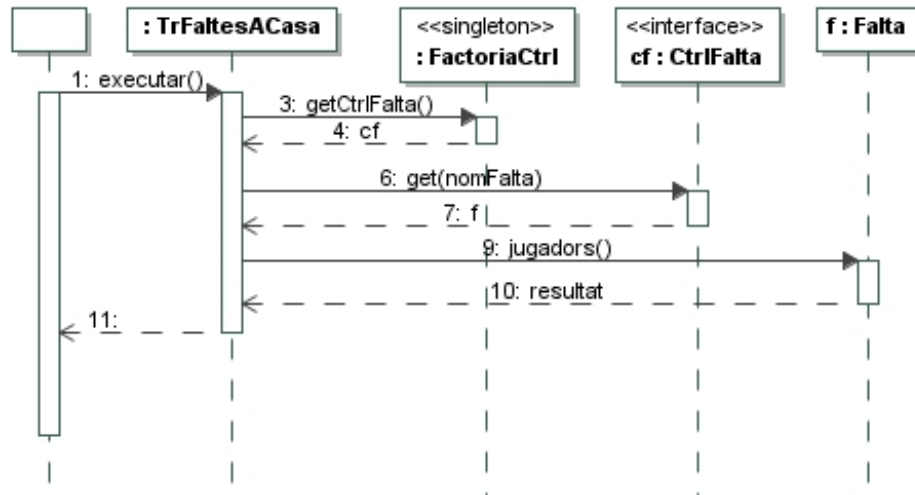 : TrFaltesACasa
<<singleton>>
: FactoriaCtrl
<<interface>>
cf : CtrlFalta
f : Falta
1: executar()
3: getCtrlFalta()
4: cf
6: get(nomFalta)
7: f
9: jugadors()
10: resultat
11: